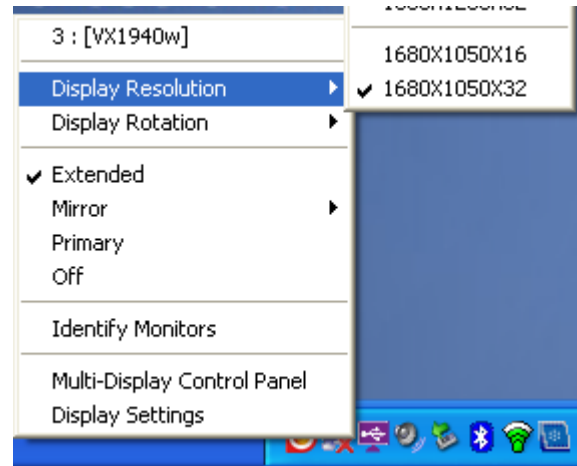 3 : [VX1940w]
Display Resolution
Display Rotation
Extended
Mirror
Primary
Off
Identify Monitors
Multi-Display Control Panel
Display Settings
1680X1050X16
1680X1050X32